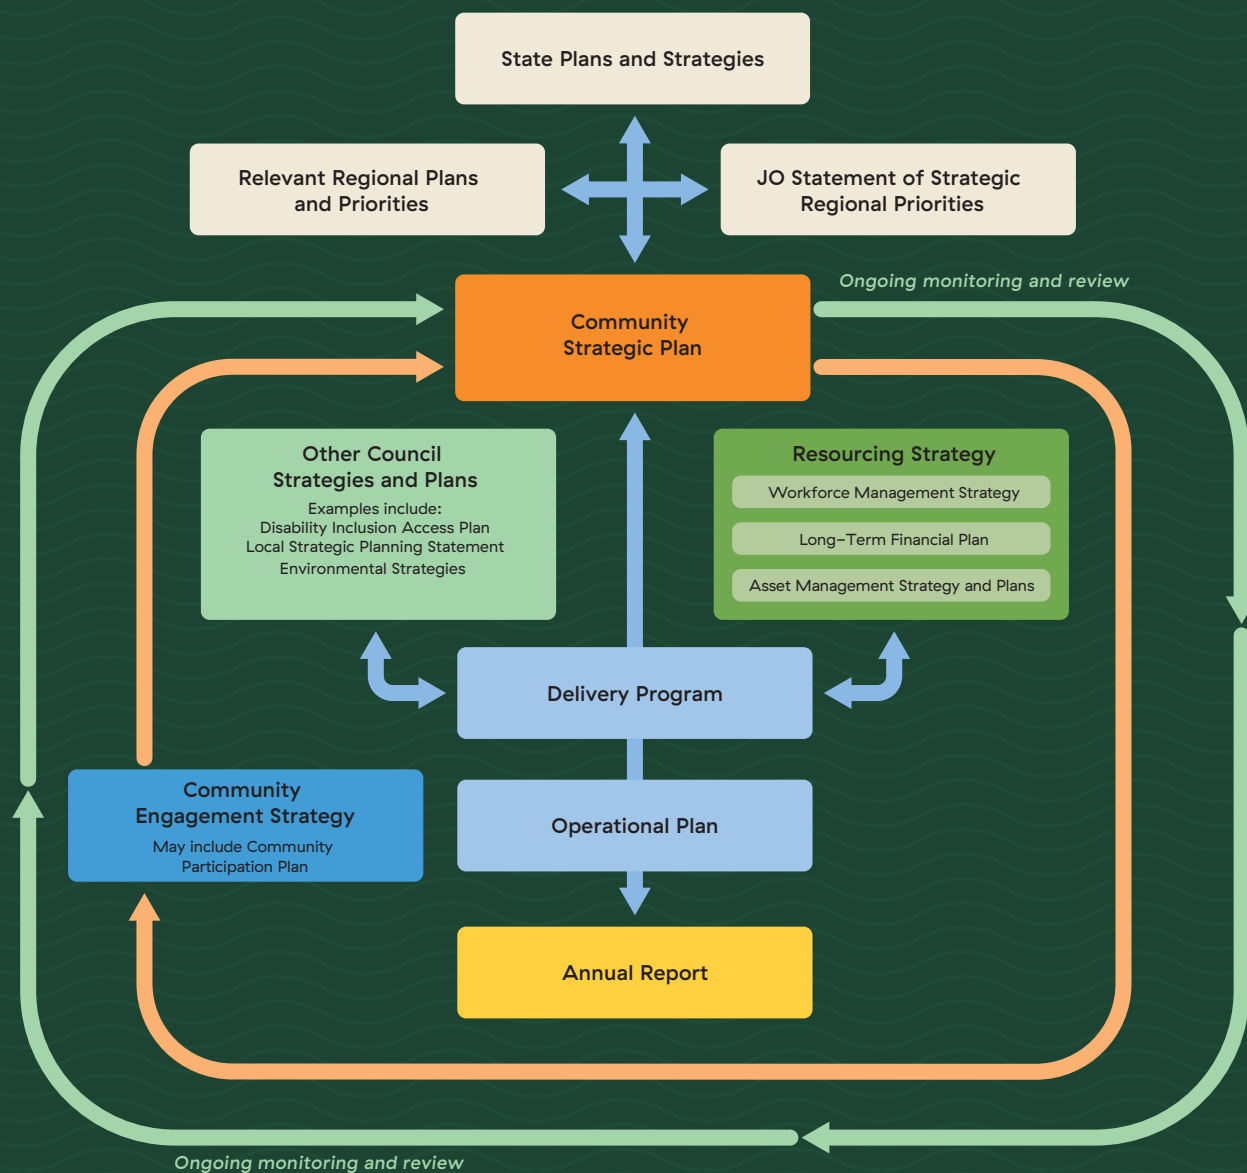 State Plans and Strategies
Relevant Regional Plans
and Priorities
JO Statement of Strategic
Regional Priorities
Ongoing monitoring and review
Community
Strategic Plan
Other Council
Strategies and Plans
Examples include:
Disability Inclusion Access Plan
Local Strategic Planning Statement
Environmental Strategies
Resourcing Strategy
Workforce Management Strategy
Long-Term Financial Plan
Asset Management Strategy and Plans
Delivery Program
Community
Engagement Strategy
May include Community
Participation Plan
Operational Plan
Annual Report
Ongoing monitoring and review